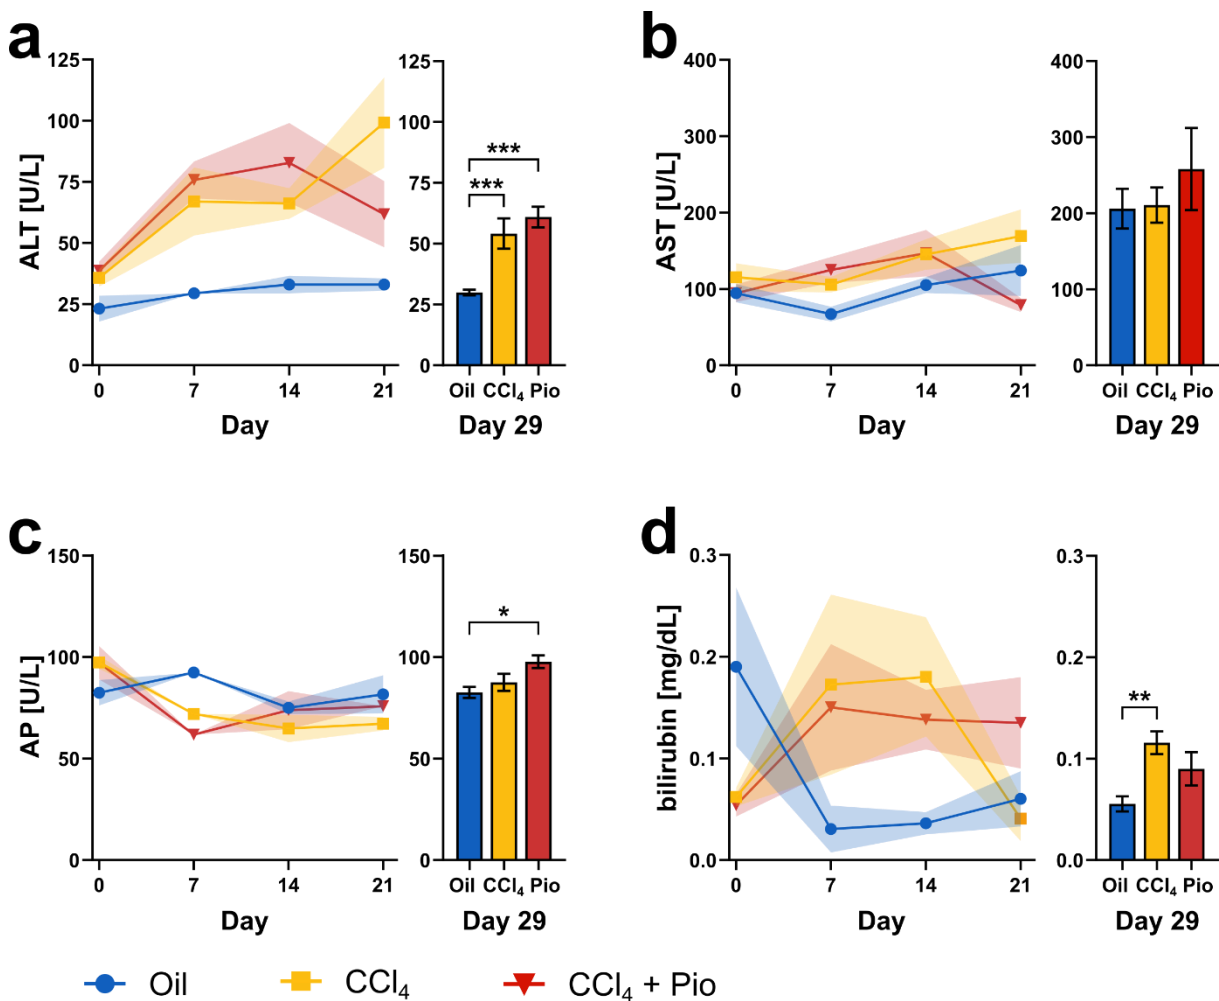 a
ALT [U/L]
125
100
75
50
25
0
0 7 14 21
Day
125
100
75
50
25
0
***
***
Oil CCl₄ Pio
Day 29
b
AST [U/L]
400
300
200
100
0
0 7 14 21
Day
400
300
200
100
0
Oil CCl₄ Pio
Day 29
c
AP [U/L]
150
100
50
0
0 7 14 21
Day
150
100
50
0
*
Oil CCl₄ Pio
Day 29
d
bilirubin [mg/dL]
0.3
0.2
0.1
0.0
0 7 14 21
Day
0.3
0.2
0.1
0.0
**
Oil CCl₄ Pio
Day 29
Oil CCl₄ CCl₄ + Pio